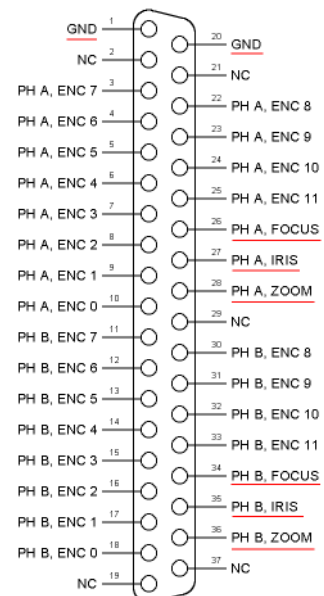 GND 1
NC 2
PH A, ENC 7 3
PH A, ENC 6 4
PH A, ENC 5 5
PH A, ENC 4 6
PH A, ENC 3 7
PH A, ENC 2 8
PH A, ENC 1 9
PH A, ENC 0 10
PH B, ENC 7 11
PH B, ENC 6 12
PH B, ENC 5 13
PH B, ENC 4 14
PH B, ENC 3 15
PH B, ENC 2 16
PH B, ENC 1 17
PH B, ENC 0 18
NC 19
20 GND
21 NC
22 PH A, ENC 8
23 PH A, ENC 9
24 PH A, ENC 10
25 PH A, ENC 11
26 PH A, FOCUS
27 PH A, IRIS
28 PH A, ZOOM
29 NC
30 PH B, ENC 8
31 PH B, ENC 9
32 PH B, ENC 10
33 PH B, ENC 11
34 PH B, FOCUS
35 PH B, IRIS
36 PH B, ZOOM
37 NC